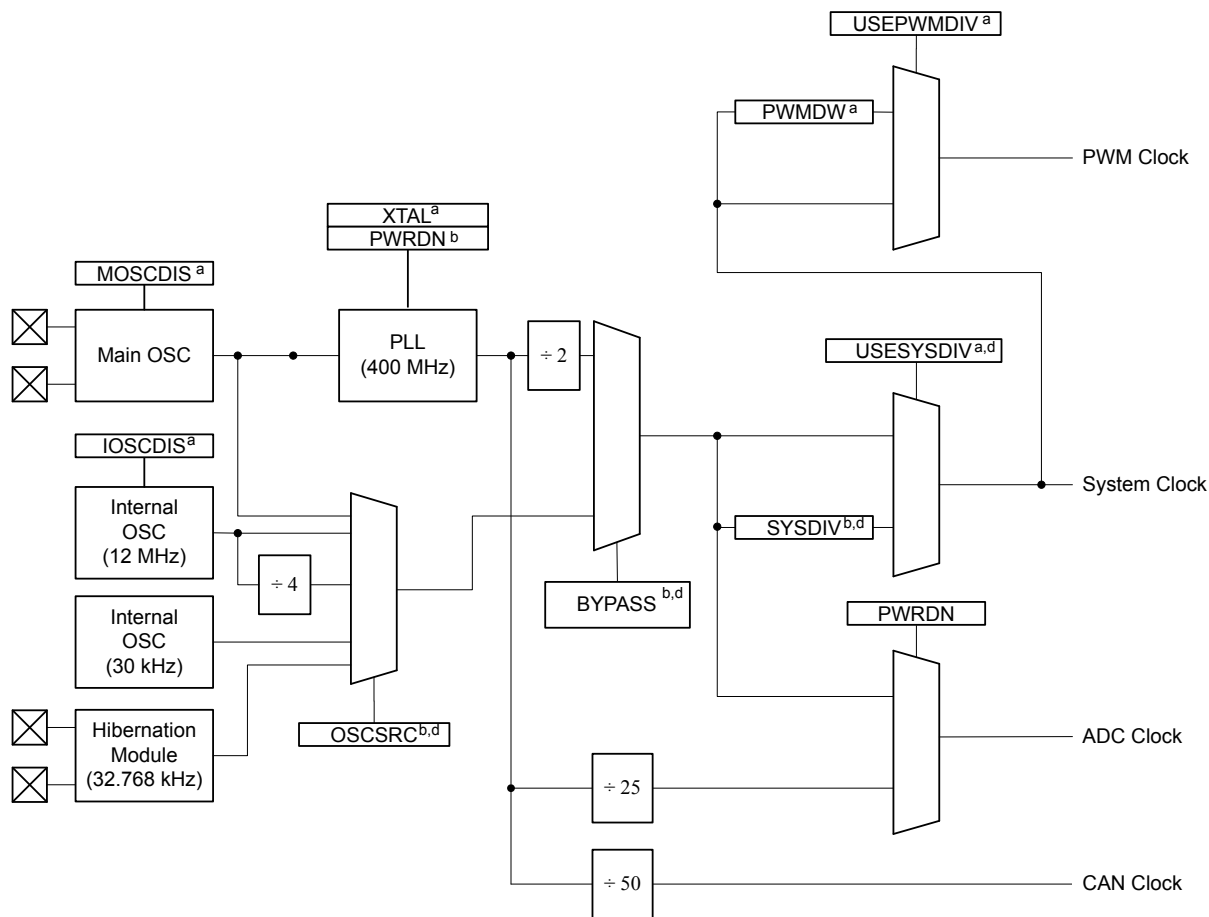 USEPWMDIV a
PWMDW a
PWM Clock
XTAL a
PWRDN b
MOSCDIS a
Main OSC
PLL
(400 MHz)
÷ 2
USESYSDIV a,d
IOSCDIS a
Internal
OSC
(12 MHz)
÷ 4
System Clock
SYSDIV b,d
BYPASS b,d
Internal
OSC
(30 kHz)
PWRDN
OSCSRC b,d
Hibernation
Module
(32.768 kHz)
ADC Clock
÷ 25
÷ 50
CAN Clock